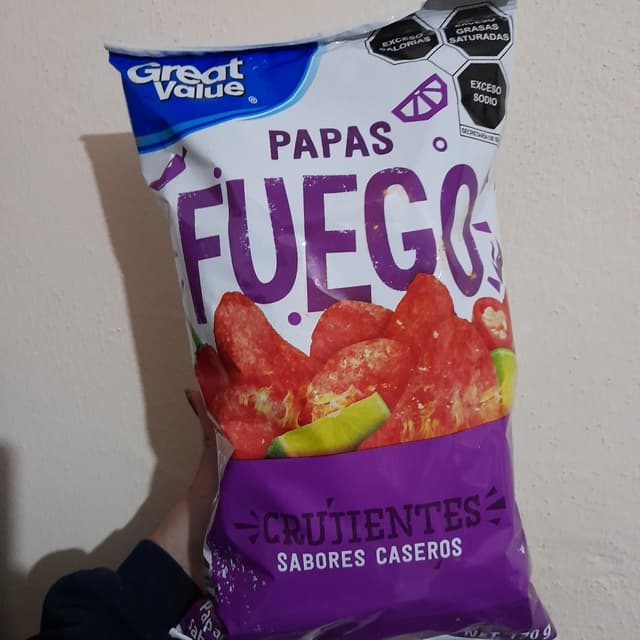 Great
Value
EXCESO
CALORÍAS
EXCESO
GRASAS
SATURADAS
EXCESO
SODIO
PAPAS
FUEGO
CRUJIENTES
SABORES CASEROS